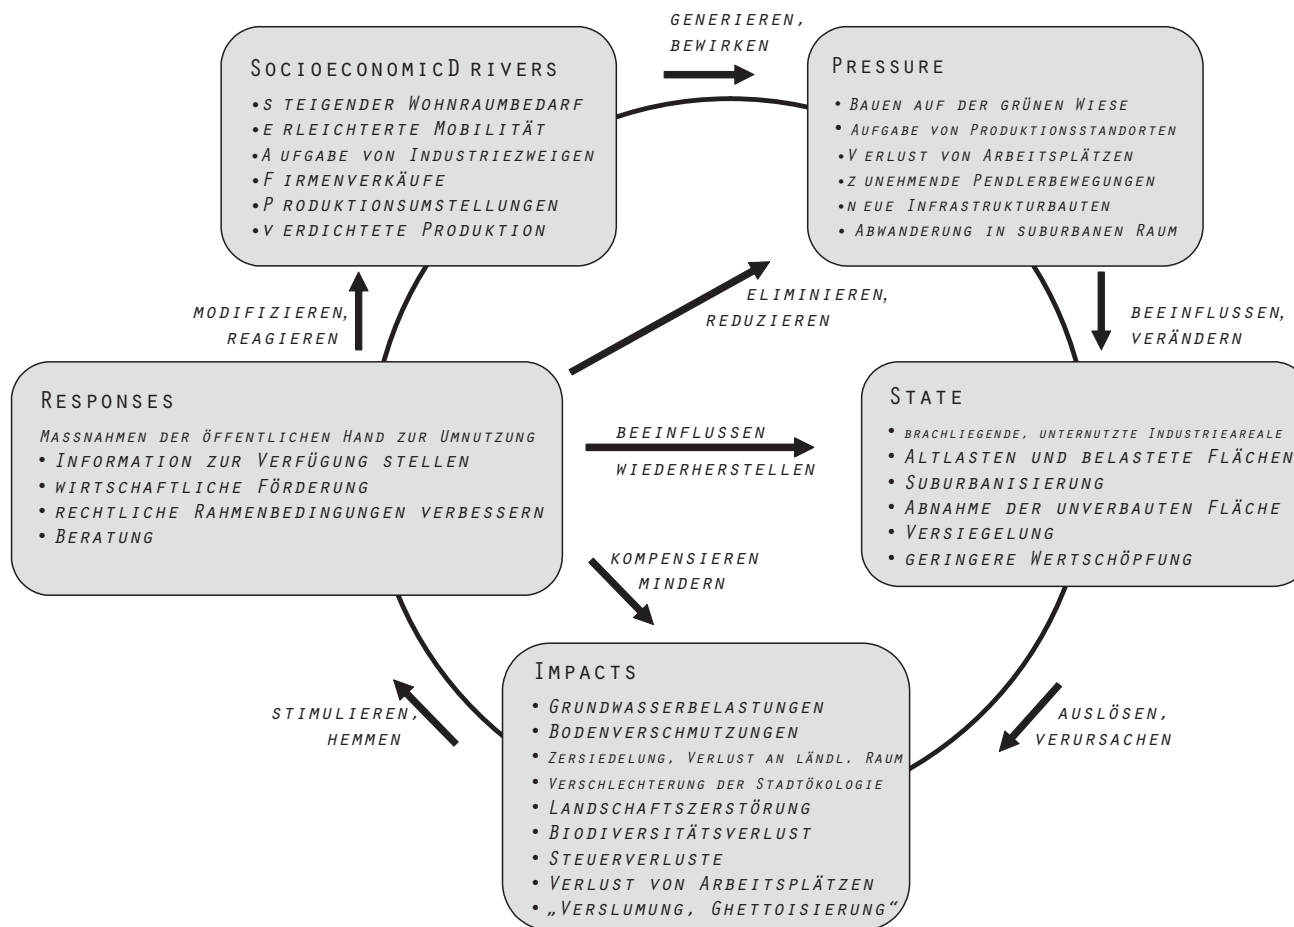 GENERIEREN,
BEWIRKEN
SOCIOECONOMICD RIVERS
•S TEIGENDER WOHNRAUMBEDARF
•E RLEICHTERTE MOBILITÄT
•A UFGABE VON INDUSTRIEZWEIGEN
•F IRMENVERKÄUFE
•P RODUKTIONSUMSTELLUNGEN
•V ERDICHTETE PRODUKTION
PRESSURE
• BAUEN AUF DER GRÜNEN WIESE
• AUFGABE VON PRODUKTIONSSTANDORTEN
•V ERLUST VON ARBEITSPLÄTZEN
•Z UNEHMENDE PENDLERBEWEGUNGEN
•N EUE INFRASTRUKTURBAUTEN
• ABWANDERUNG IN SUBURBANEN RAUM
MODIFIZIEREN,
REAGIEREN
ELIMINIEREN,
REDUZIEREN
BEEINFLUSSEN,
VERÄNDERN
RESPONSES
MASSNAHMEN DER ÖFFENTLICHEN HAND ZUR UMNUTZUNG
• INFORMATION ZUR VERFÜGUNG STELLEN
• WIRTSCHAFTLICHE FÖRDERUNG
• RECHTLICHE RAHMENBEDINGUNGEN VERBESSERN
• BERATUNG
BEEINFLUSSEN
WIEDERHERSTELLEN
STATE
• BRACHLIEGENDE, UNTERNUTZTE INDUSTRIEAREALE
• ALTLASTEN UND BELASTETE FLÄCHEN
• SUBURBANISIERUNG
• ABNAHME DER UNVERBAUTEN FLÄCHE
• VERSIEGELUNG
• GERINGERE WERTSCHÖPFUNG
KOMPENSIEREN
MINDERN
STIMULIEREN,
HEMMEN
IMPACTS
• GRUNDWASSERBELASTUNGEN
• BODENVERSCHMUTZUNGEN
• ZERSIEDELUNG, VERLUST AN LÄNDL. RAUM
• VERSCHLECHTERUNG DER STADTÖKOLOGIE
• LANDSCHAFTSZERSTÖRUNG
• BIODIVERSITÄTSVERLUST
• STEUERVERLUSTE
• VERLUST VON ARBEITSPLÄTZEN
• „VERSLUMUNG, GHETTOISIERUNG“
AUSLÖSEN,
VERURSACHEN